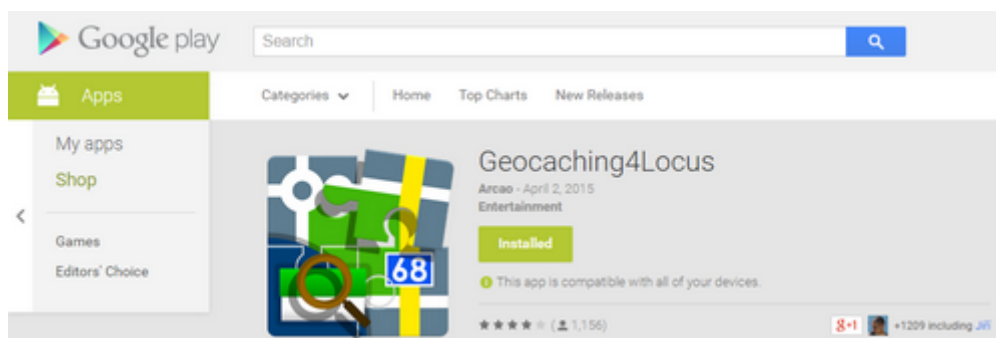 Google play
Search
Apps
Categories Home Top Charts New Releases
My apps
Shop
Games
Editors' Choice
68
Geocaching4Locus
Arcao - April 2, 2015
Entertainment
Installed
This app is compatible with all of your devices.
(1,156)
g+1 +1209 including Jiří